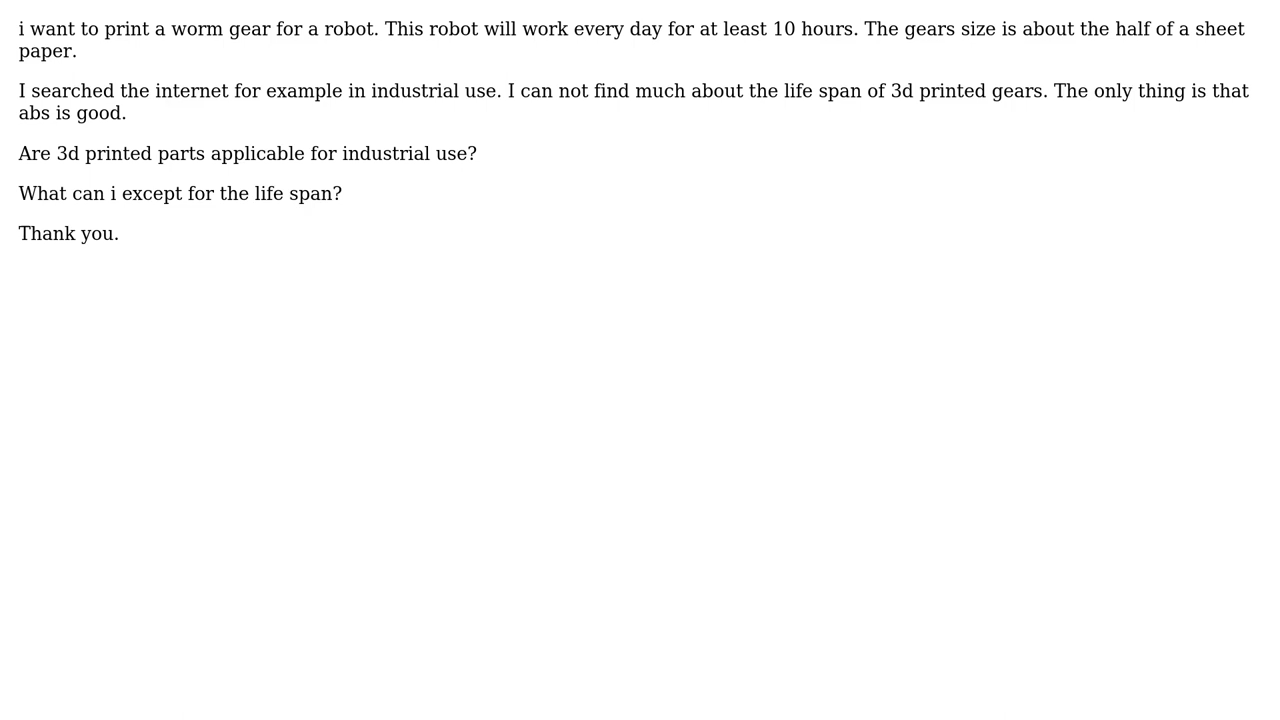 i want to print a worm gear for a robot. This robot will work every day for at least 10 hours. The gears size is about the half of a sheet
paper.
I searched the internet for example in industrial use. I can not find much about the life span of 3d printed gears. The only thing is that
abs is good.
Are 3d printed parts applicable for industrial use?
What can i except for the life span?
Thank you.